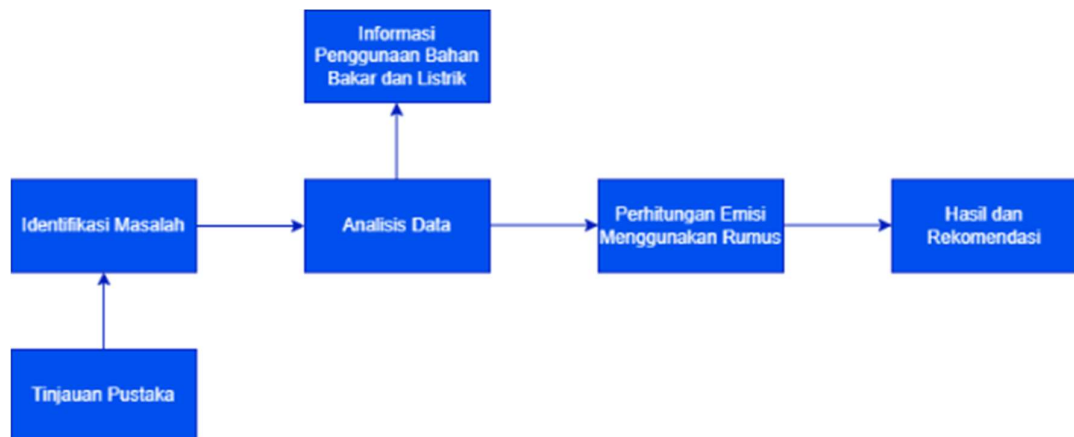 Informasi
Penggunaan Bahan
Bakar dan Listrik
Identifikasi Masalah
Analisis Data
Perhitungan Emisi
Menggunakan Rumus
Hasil dan
Rekomendasi
Tinjauan Pustaka